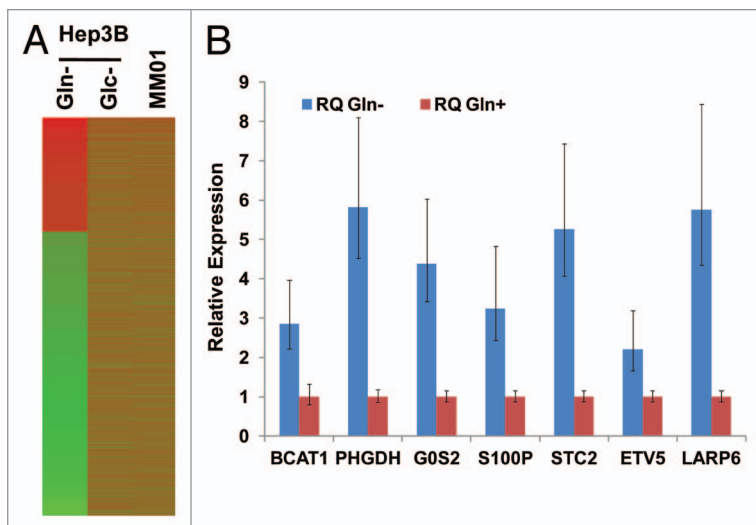 A
Hep3B
Gln-
Glc-
MM01
B
RQ Gln-
RQ Gln+
Relative Expression
9
8
7
6
5
4
3
2
1
0
BCAT1 PHGDH G0S2 S100P STC2 ETV5 LARP6